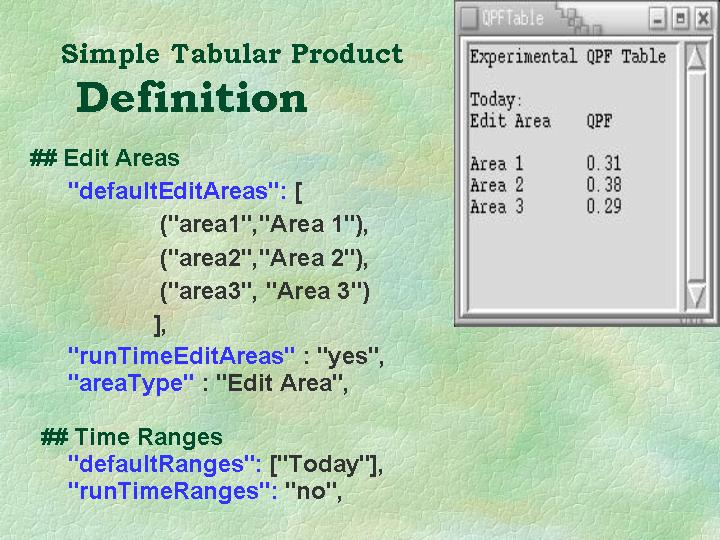 Simple Tabular Product
Definition
## Edit Areas
"defaultEditAreas": [
("area1","Area 1"),
("area2","Area 2"),
("area3", "Area 3")
],
"runTimeEditAreas" : "yes",
"areaType" : "Edit Area",
## Time Ranges
"defaultRanges": ["Today"],
"runTimeRanges": "no",
QPFTable
Experimental QPF Table
Today:
Edit Area QPF
Area 1 0.31
Area 2 0.38
Area 3 0.29